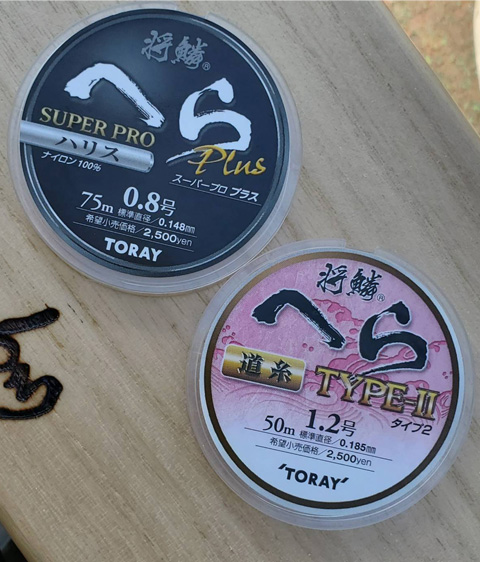 将鱗®
へら
SUPER PRO
Plus
ハリス
ナイロン100%
スーパープロ プラス
75m 0.8号 標準直径/0.148mm
希望小売価格/2,500yen
TORAY
将鱗®
へら
道糸
TYPE-II
タイプ2
50m 1.2号 標準直径/0.185mm
希望小売価格/2,500yen
'TORAY'